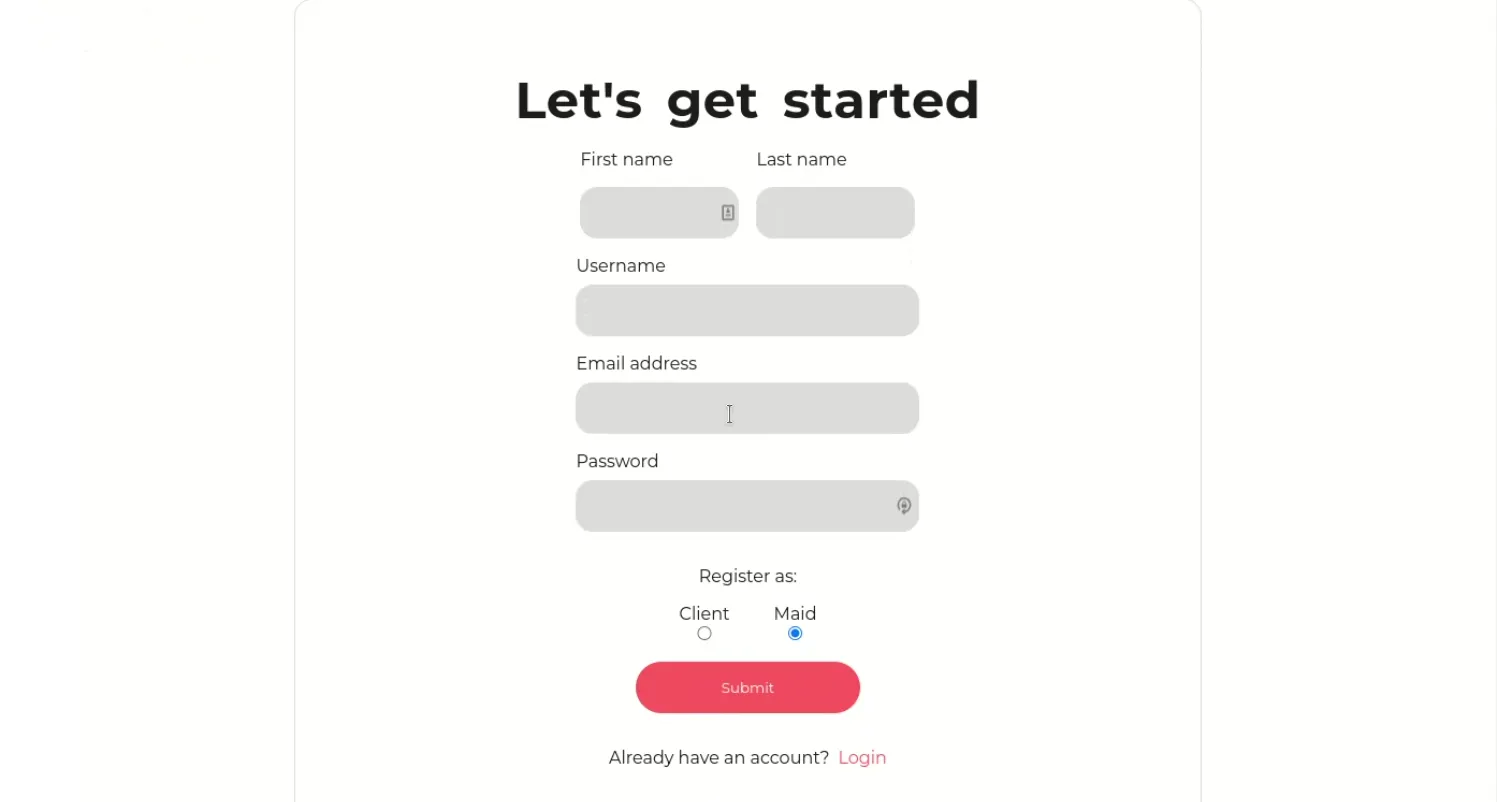 Let's get started
First name Last name
Username
Email address
Password
Register as:
Client Maid
Submit
Already have an account? Login